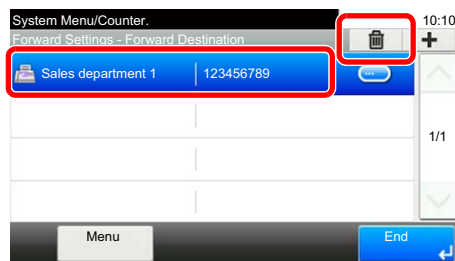 System Menu/Counter.
10:10
Forward Settings - Forward Destination
Sales department 1
123456789
1/1
Menu
End